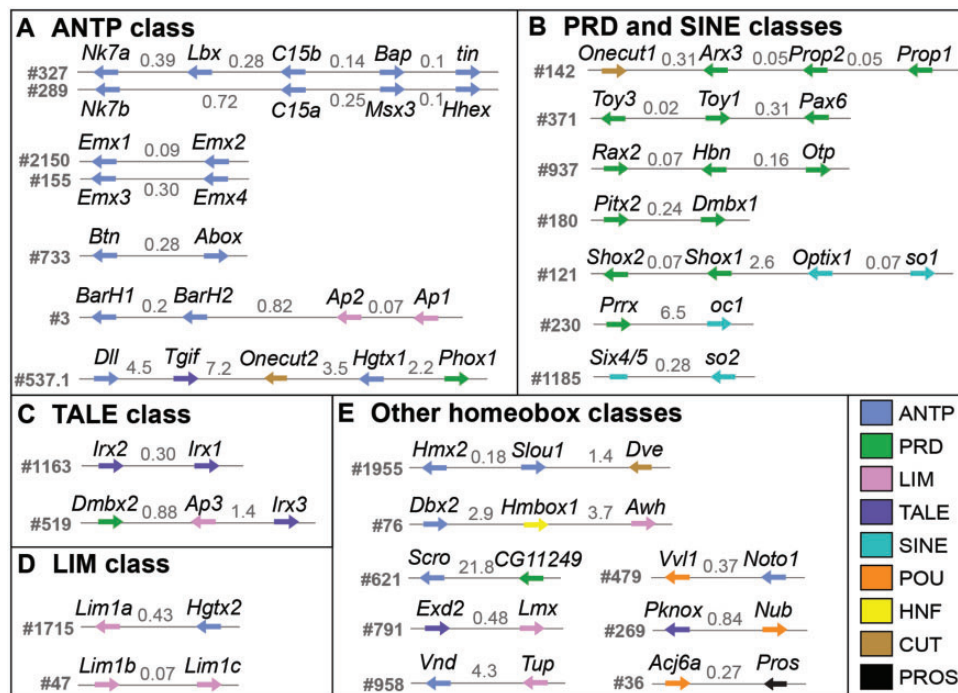 A ANTP class
Nk7a 0.39 Lbx 0.28 C15b 0.14 Bap 0.1 tin
#327
#289
Nk7b 0.72 C15a 0.25 Msx3 0.1 Hhex
Emx1 0.09 Emx2
#2150
#155
Emx3 0.30 Emx4
Btn 0.28 Abox
#733
BarH1 0.2 BarH2 0.82 Ap2 0.07 Ap1
#3
Dll 4.5 Tgif 7.2 Onecut2 3.5 Hgtx1 2.2 Phox1
#537.1
B PRD and SINE classes
Onecut1 0.31 Arx3 0.05 Prop2 0.05 Prop1
#142
Toy3 0.02 Toy1 0.31 Pax6
#371
Rax2 0.07 Hbn 0.16 Otp
#937
Pitx2 0.24 Dmbx1
#180
Shox2 0.07 Shox1 2.6 Optix1 0.07 so1
#121
Prrx 6.5 oc1
#230
Six4/5 0.28 so2
#1185
C TALE class
Irx2 0.30 Irx1
#1163
Dmbx2 0.88 Ap3 1.4 Irx3
#519
D LIM class
Lim1a 0.43 Hgtx2
#1715
Lim1b 0.07 Lim1c
#47
E Other homeobox classes
Hmx2 0.18 Slou1 1.4 Dve
#1955
Dbx2 2.9 Hmbox1 3.7 Awh
#76
Scro 21.8 CG11249
#621
Vvl1 0.37 Noto1
#479
Exd2 0.48 Lmx
#791
Pknox 0.84 Nub
#269
Vnd 4.3 Tup
#958
Acj6a 0.27 Pros
#36
ANTP
PRD
LIM
TALE
SINE
POU
HNF
CUT
PROS